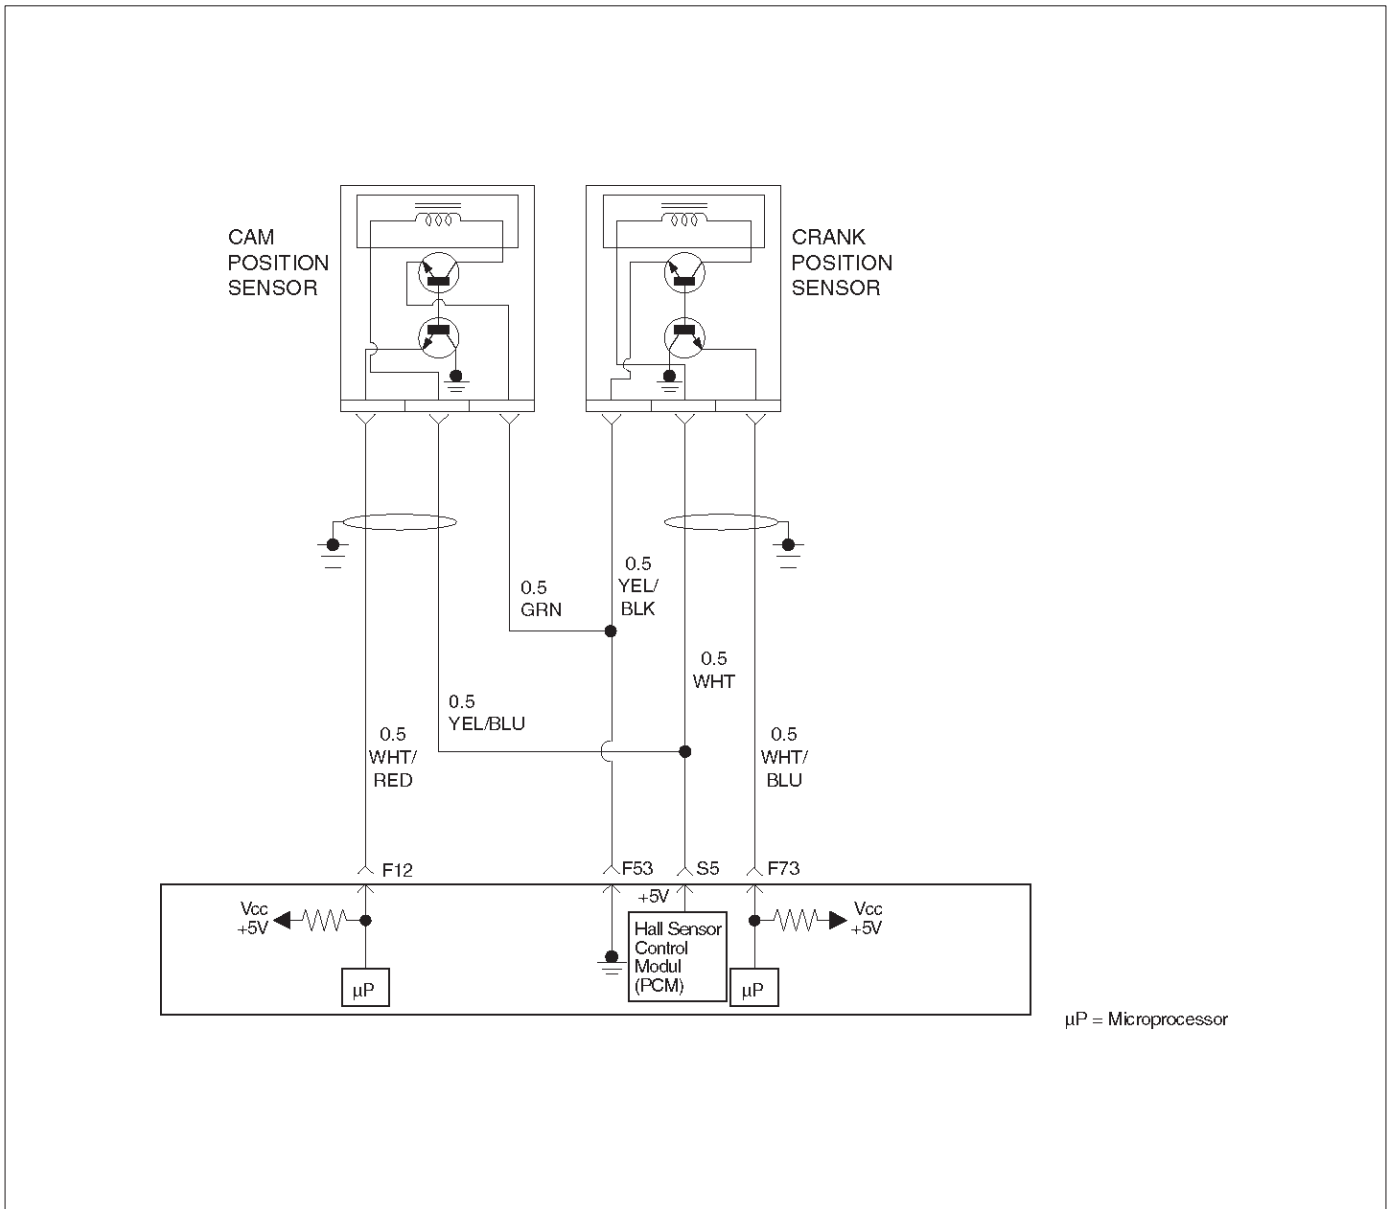 CAM
POSITION
SENSOR
CRANK
POSITION
SENSOR
0.5
GRN
0.5
YEL/
BLK
0.5
WHT
0.5
YEL/BLU
0.5
WHT/
RED
0.5
WHT/
BLU
F12
F53
S5
F73
+5V
Vcc
+5V
Hall Sensor
Control
Modul
(PCM)
Vcc
+5V
µP
µP
µP = Microprocessor